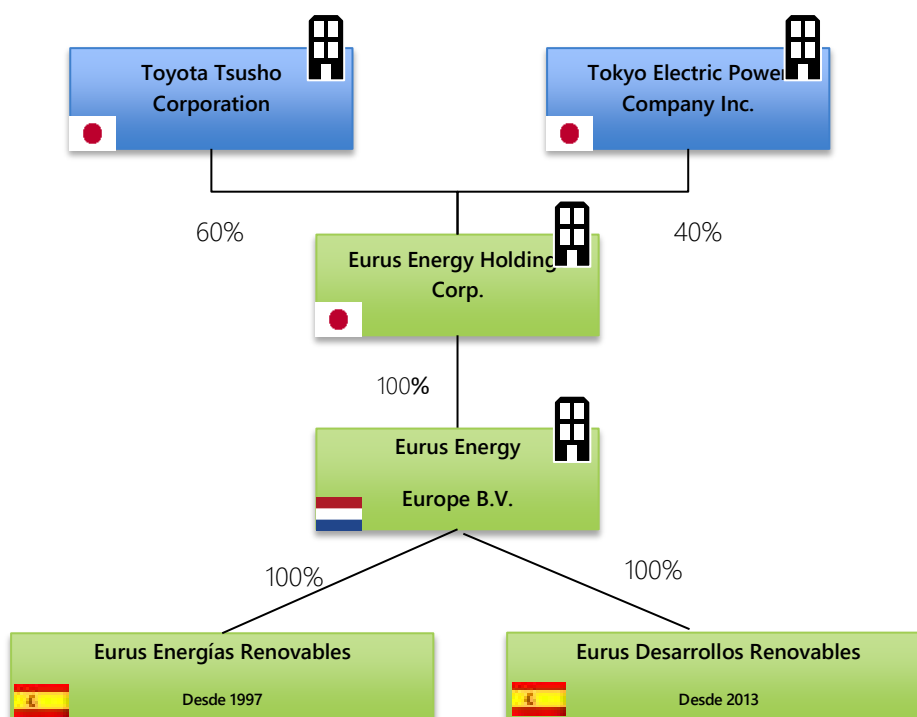 Toyota Tsusho
Corporation
Tokyo Electric Power
Company Inc.
60%
40%
Eurus Energy Holding
Corp.
100%
Eurus Energy
Europe B.V.
100%
100%
Eurus Energías Renovables
Desde 1997
Eurus Desarrollos Renovables
Desde 2013